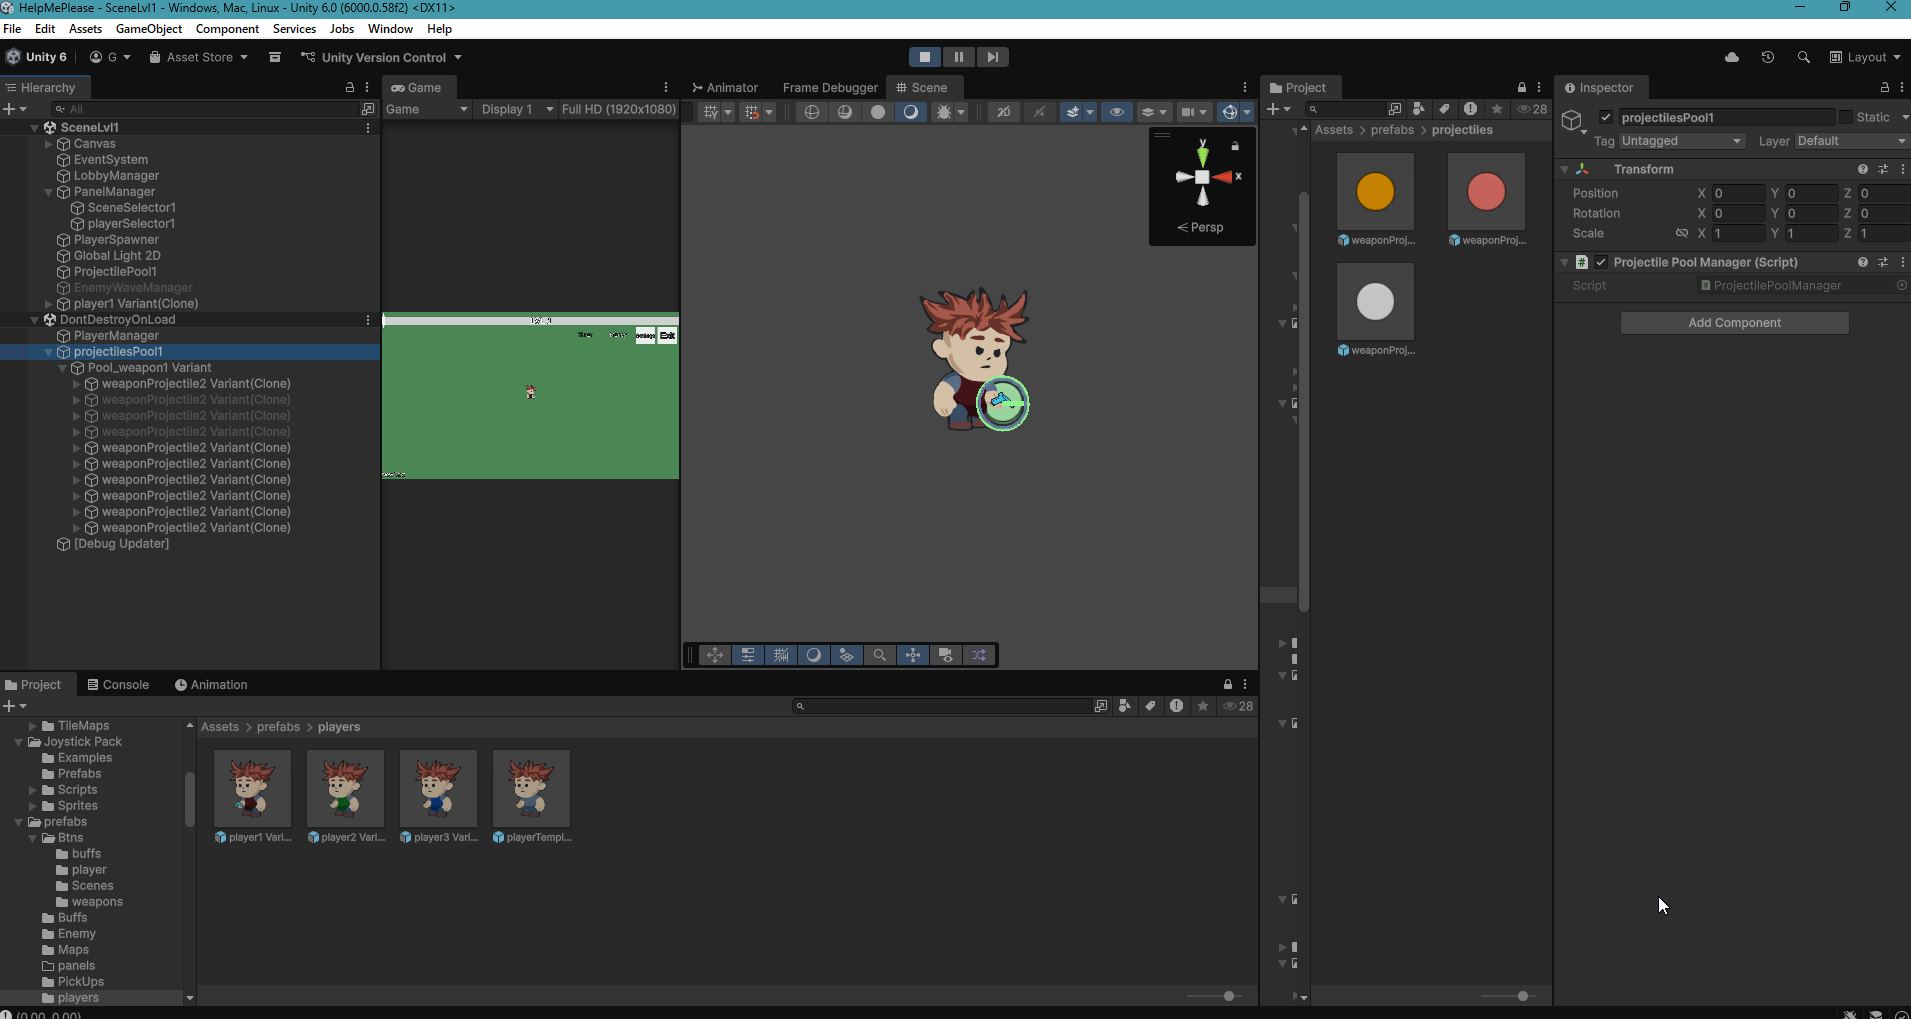 HelpMePlease - SceneLvl1 - Windows, Mac, Linux - Unity 6.0 (6000.0.58f2) <DX11>
File Edit Assets GameObject Component Services Jobs Window Help
Unity 6 G Asset Store Unity Version Control Layout
Hierarchy
All
SceneLvl1
Canvas
EventSystem
LobbyManager
PanelManager
SceneSelector1
playerSelector1
PlayerSpawner
Global Light 2D
ProjectilePool1
EnemyWaveManager
player1 Variant(Clone)
DontDestroyOnLoad
PlayerManager
projectilesPool1
Pool_weapon1 Variant
weaponProjectile2 Variant(Clone)
weaponProjectile2 Variant(Clone)
weaponProjectile2 Variant(Clone)
weaponProjectile2 Variant(Clone)
weaponProjectile2 Variant(Clone)
weaponProjectile2 Variant(Clone)
weaponProjectile2 Variant(Clone)
weaponProjectile2 Variant(Clone)
weaponProjectile2 Variant(Clone)
weaponProjectile2 Variant(Clone)
[Debug Updater]
Game
Game Display 1 Full HD (1920x1080)
Settings Exit
Animator Frame Debugger Scene
2D
y
x
< Persp
Project
28
Assets > prefabs > projectiles
weaponProj... weaponProj...
weaponProj...
Inspector
projectilesPool1 Static
Tag Untagged Layer Default
Transform
Position X 0 Y 0 Z 0
Rotation X 0 Y 0 Z 0
Scale X 1 Y 1 Z 1
# Projectile Pool Manager (Script)
Script ProjectilePoolManager
Add Component
Project Console Animation
28
TileMaps
Joystick Pack
Examples
Prefabs
Scripts
Sprites
prefabs
Btns
buffs
player
Scenes
weapons
Buffs
Enemy
Maps
panels
PickUps
players
Assets > prefabs > players
player1 Vari... player2 Vari... player3 Vari... playerTempl...
(0.00, 0.00)